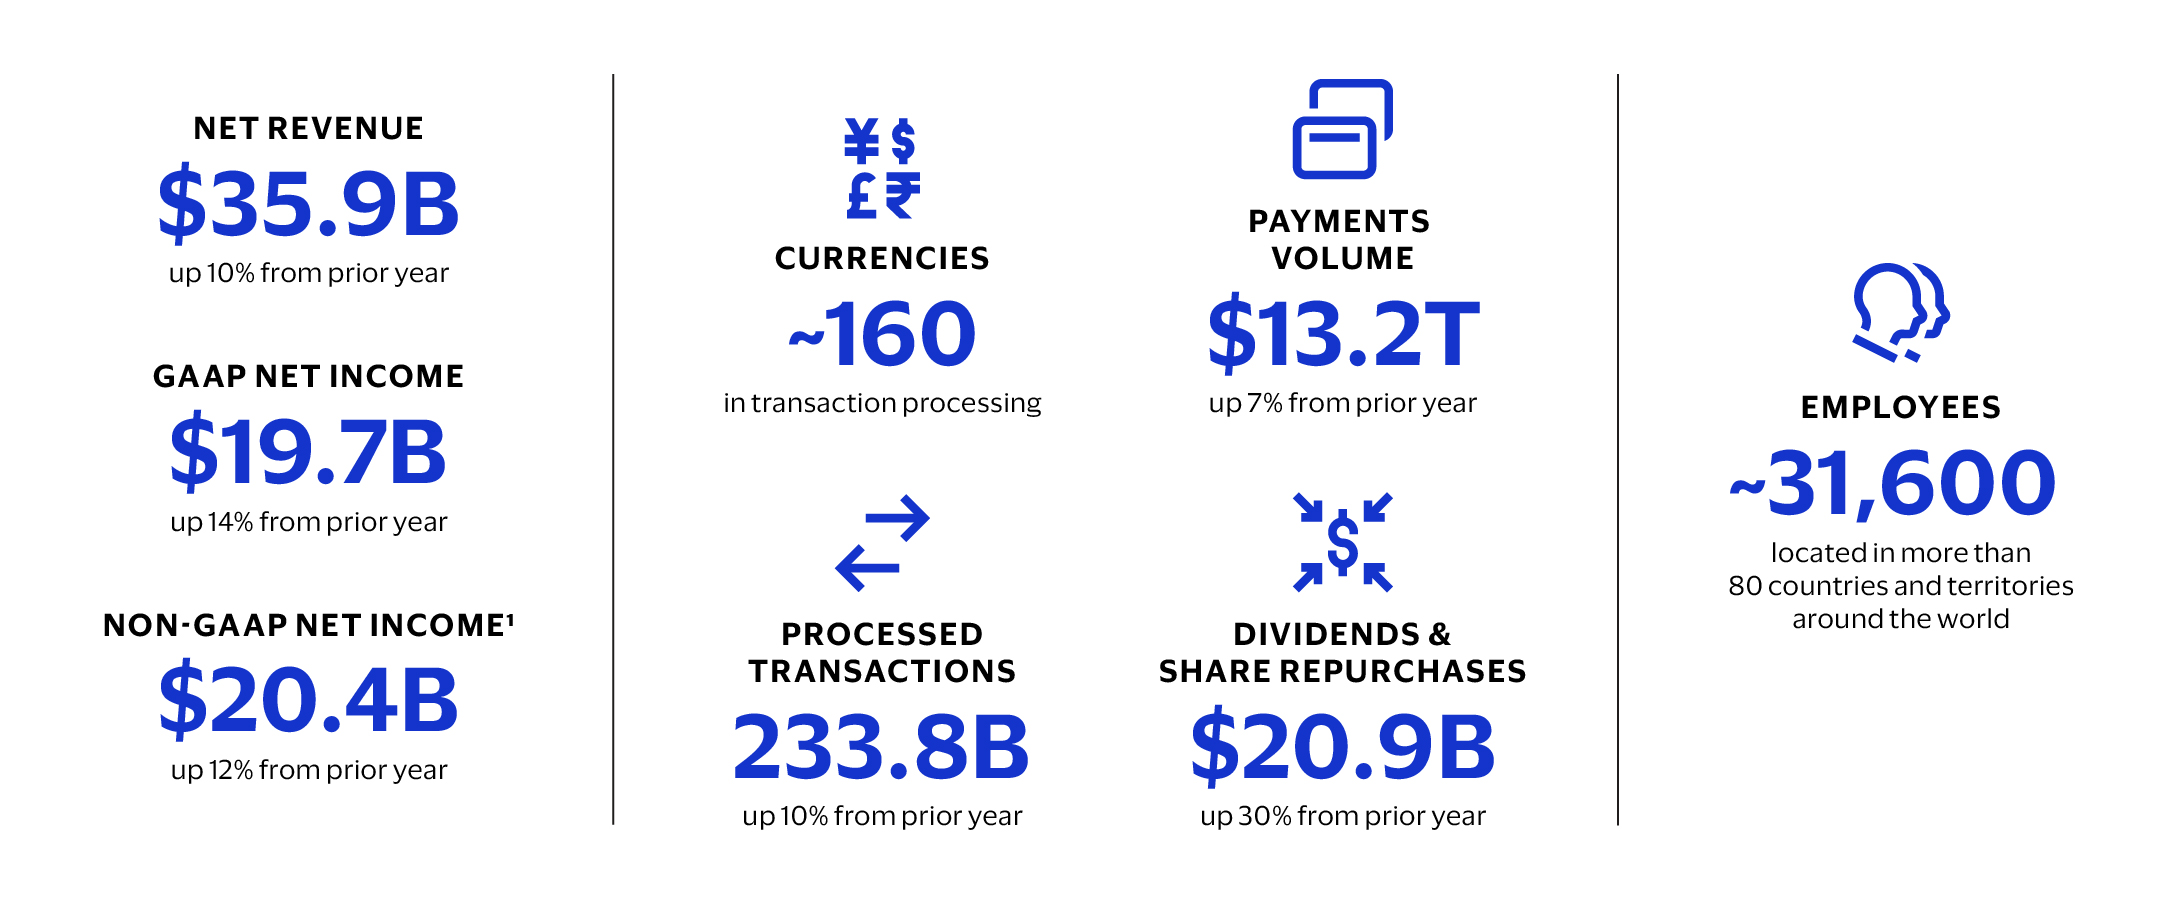 NET REVENUE
$35.9B
up 10% from prior year
GAAP NET INCOME
$19.7B
up 14% from prior year
NON-GAAP NET INCOME¹
$20.4B
up 12% from prior year
¥ $
£ ₹
CURRENCIES
~160
in transaction processing
PAYMENTS
VOLUME
$13.2T
up 7% from prior year
PROCESSED
TRANSACTIONS
233.8B
up 10% from prior year
$
DIVIDENDS &
SHARE REPURCHASES
$20.9B
up 30% from prior year
EMPLOYEES
~31,600
located in more than
80 countries and territories
around the world